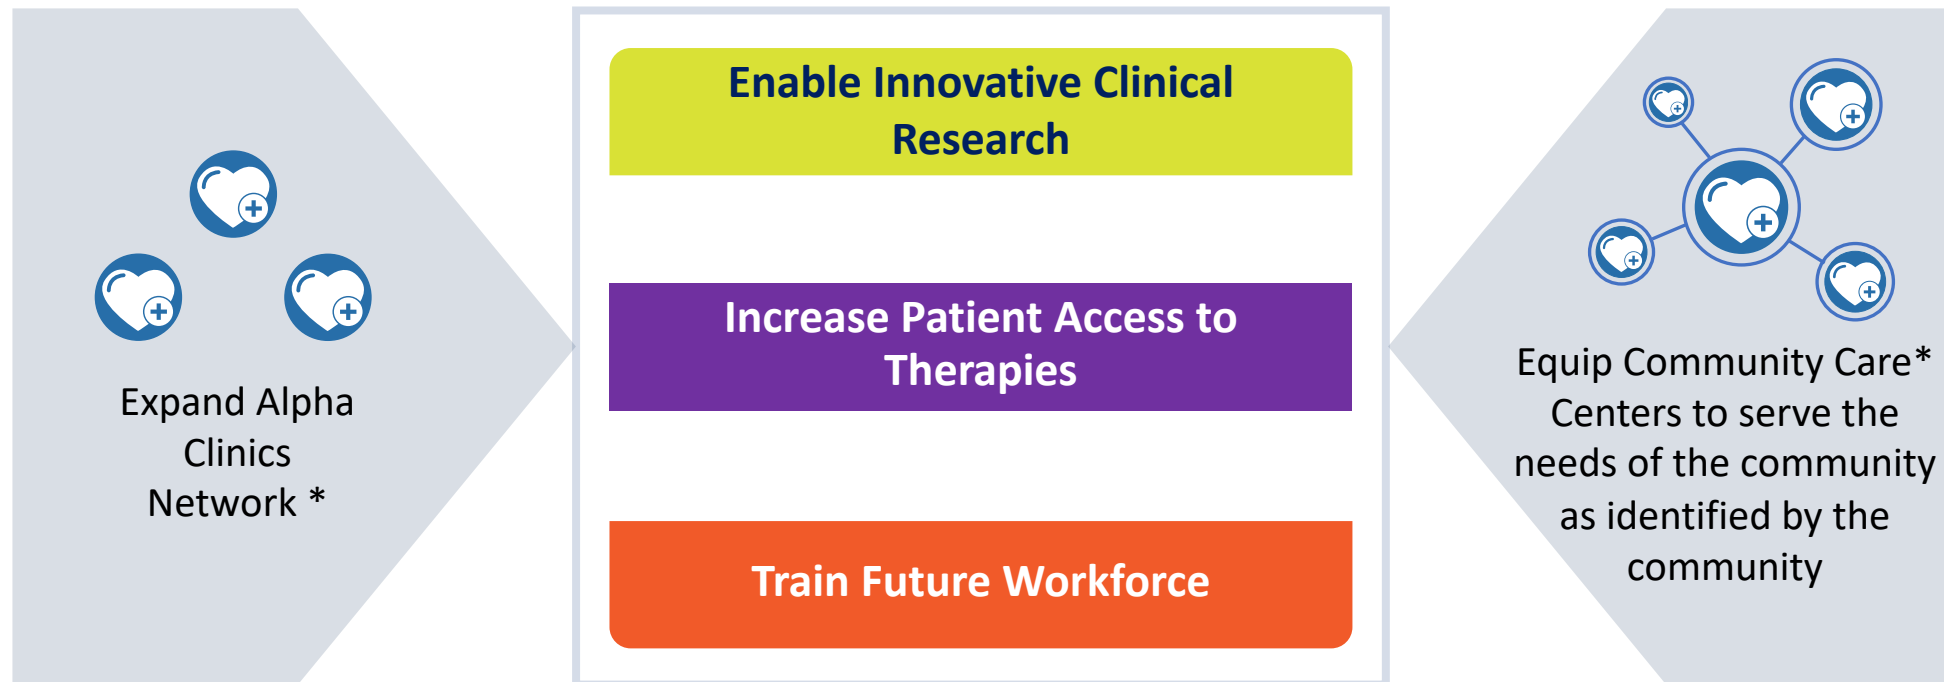 Expand Alpha
Clinics
Network *
Enable Innovative Clinical
Research
Increase Patient Access to
Therapies
Train Future Workforce
Equip Community Care*
Centers to serve the
needs of the community
as identified by the
community